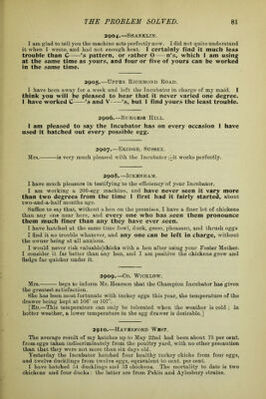 THE PROBLEM SOLVED. 81
2904.—SHANKLIN.
I am glad to tell you the machine acts perfectly now. I did not quite understand
it when I wrote, and had not enough heat. I certainly find it much less
trouble than C——'s pattern, or rather O——n's, which I am using
at the same time as yours, and four or five of yours can be worked
in the same time.
2905.—UPPER RICHMOND ROAD.
I have been away for a week and left the Incubator in charge of my maid. I
think you will be pleased to hear that it never varied one degree.
I have worked C——'s and V——'s, but I find yours the least trouble.
2906.—BURGESS HILL.
I am pleased to say the Incubator has on every occasion I have
used it hatched out every possible egg.
2907.—ERIDGE, SUSSEX.
Mrs.——— is very much pleased with the Incubator; it works perfectly.
2908.—ICKENHAM.
I have much pleasure in testifying to the efficiency of your Incubator.
I am working a 200-egg machine, and have never seen it vary more
than two degrees from the time I first had it fairly started, about
two-and-a-half months ago.
Suffice to say that, without a hen on the premises, I have a finer lot of chickens
than any one near here, and every one who has seen them pronounce
them much finer than any they have ever seen.
I have hatched at the same time fowl, duck, geese, pheasant, and thrush eggs
I find it no trouble whatever, and any one can be left in charge, without
the owner being at all anxious.
I would never risk valuable chicks with a hen after using your Foster Mother.
I consider it far better than any hen, and I am positive the chickens grow and
fledge far quicker under it.
2909.—CO. WICKLOW.
Mrs.——— begs to inform Mr. Hearson that the Champion Incubator has given
the greatest satisfaction.
She has been most fortunate with turkey eggs this year, the temperature of the
drawer being kept at 106° or 107°.
[ED.—This temperature can only be tolerated when the weather is cold; in
hotter weather, a lower temperature in the egg drawer is desirable.]
2910.—HAVERFORD WEST.
The average result of my hatches up to May 22nd had been about 75 per cent.
from eggs taken indiscriminately from the poultry yard, with no other precaution
than that they were not more than six days old.
Yesterday the Incubator hatched four healthy turkey chicks from four eggs,
and twelve ducklings from twelve eggs, equivalent to cent. per cent.
I have hatched 54 ducklings and 33 chickens. The mortality to date is two
chickens and four ducks the latter are from Pekin and Aylesbury strains.